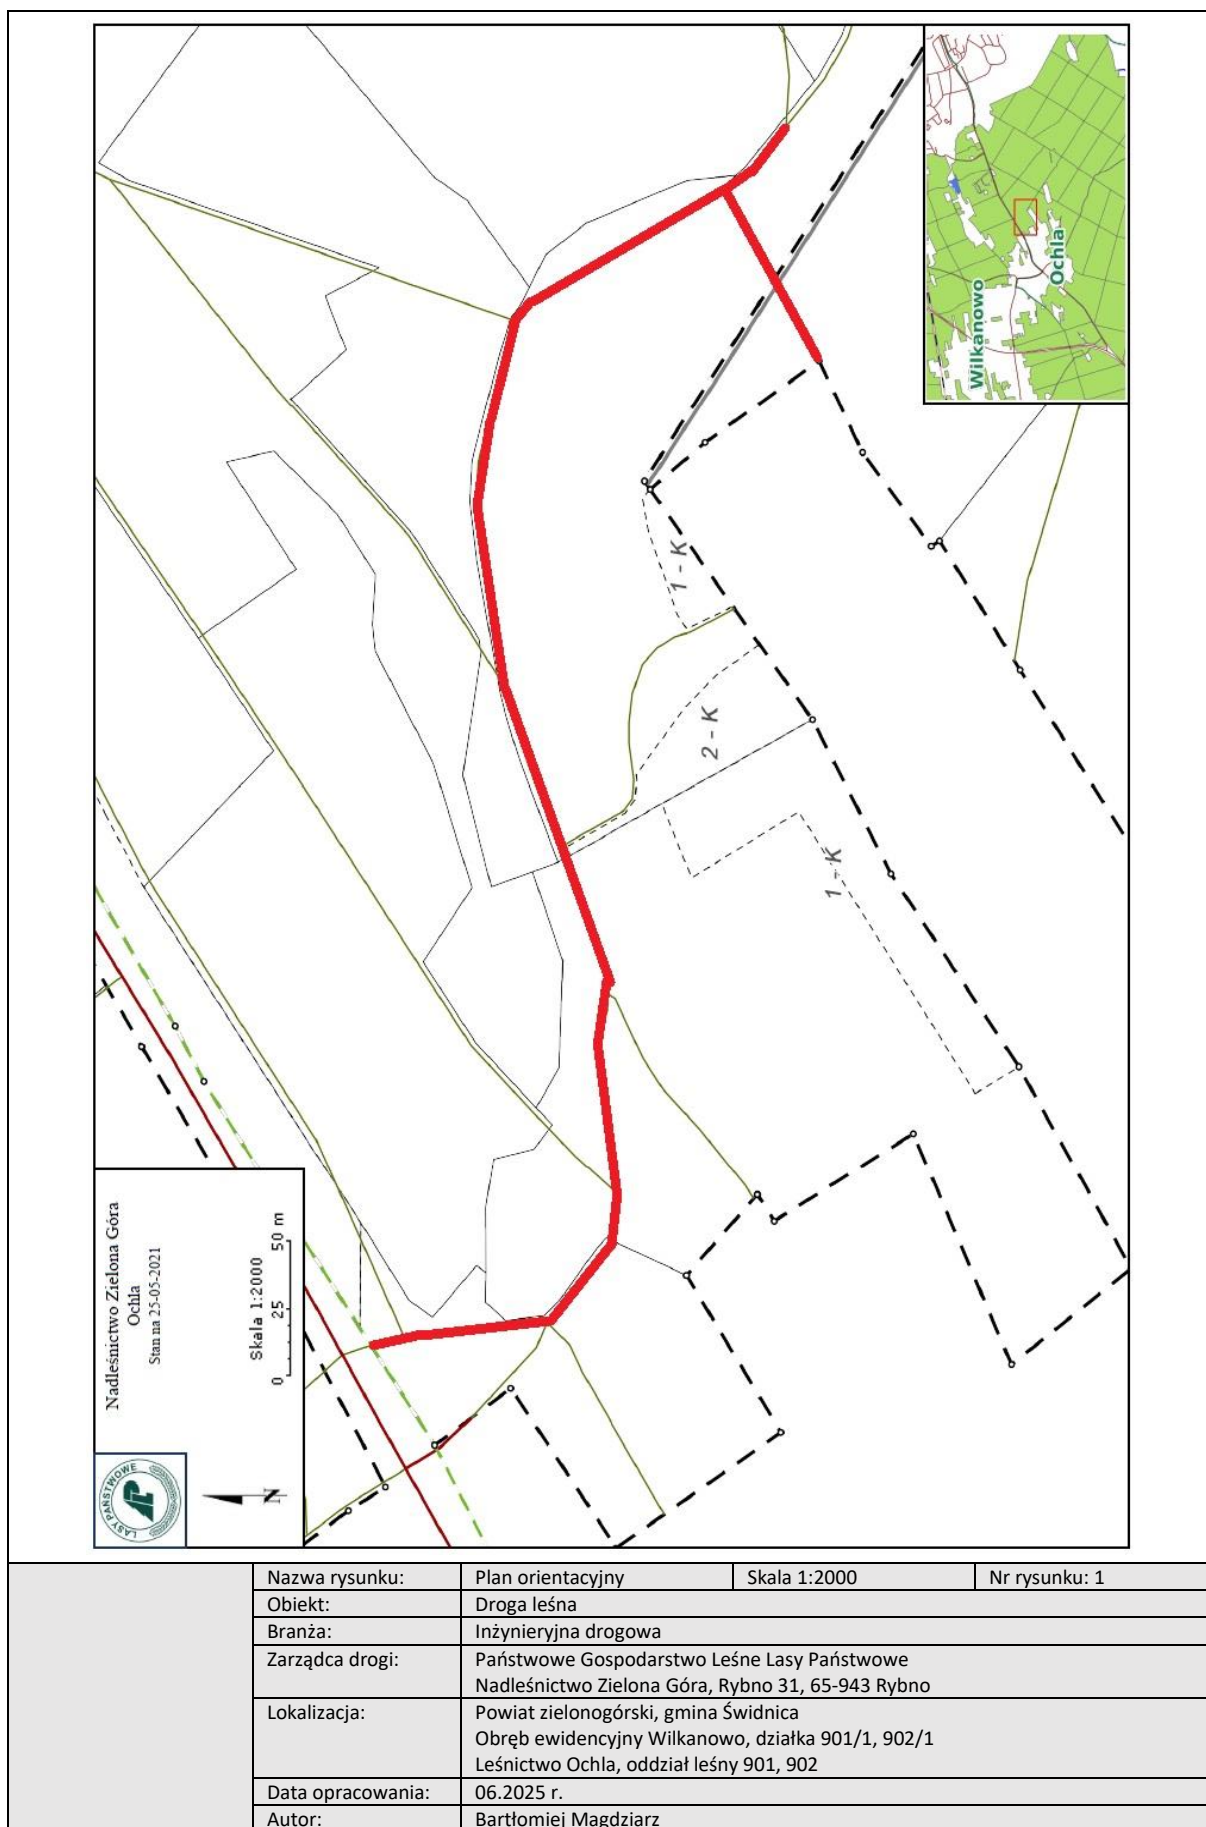 Wilkanowo
Ochla
1 - K
2 - K
1 - K
Nadleśnictwo Zielona Góra
Ochla
Stan na 25-05-2021
Skala 1:2000
0 25 50 m
LASY PAŃSTWOWE
N
Nazwa rysunku: Plan orientacyjny Skala 1:2000 Nr rysunku: 1
Obiekt: Droga leśna
Branża: Inżynieryjna drogowa
Zarządca drogi: Państwowe Gospodarstwo Leśne Lasy Państwowe
Nadleśnictwo Zielona Góra, Rybno 31, 65-943 Rybno
Lokalizacja: Powiat zielonogórski, gmina Świdnica
Obręb ewidencyjny Wilkanowo, działka 901/1, 902/1
Leśnictwo Ochla, oddział leśny 901, 902
Data opracowania: 06.2025 r.
Autor: Bartłomiej Magdziarz